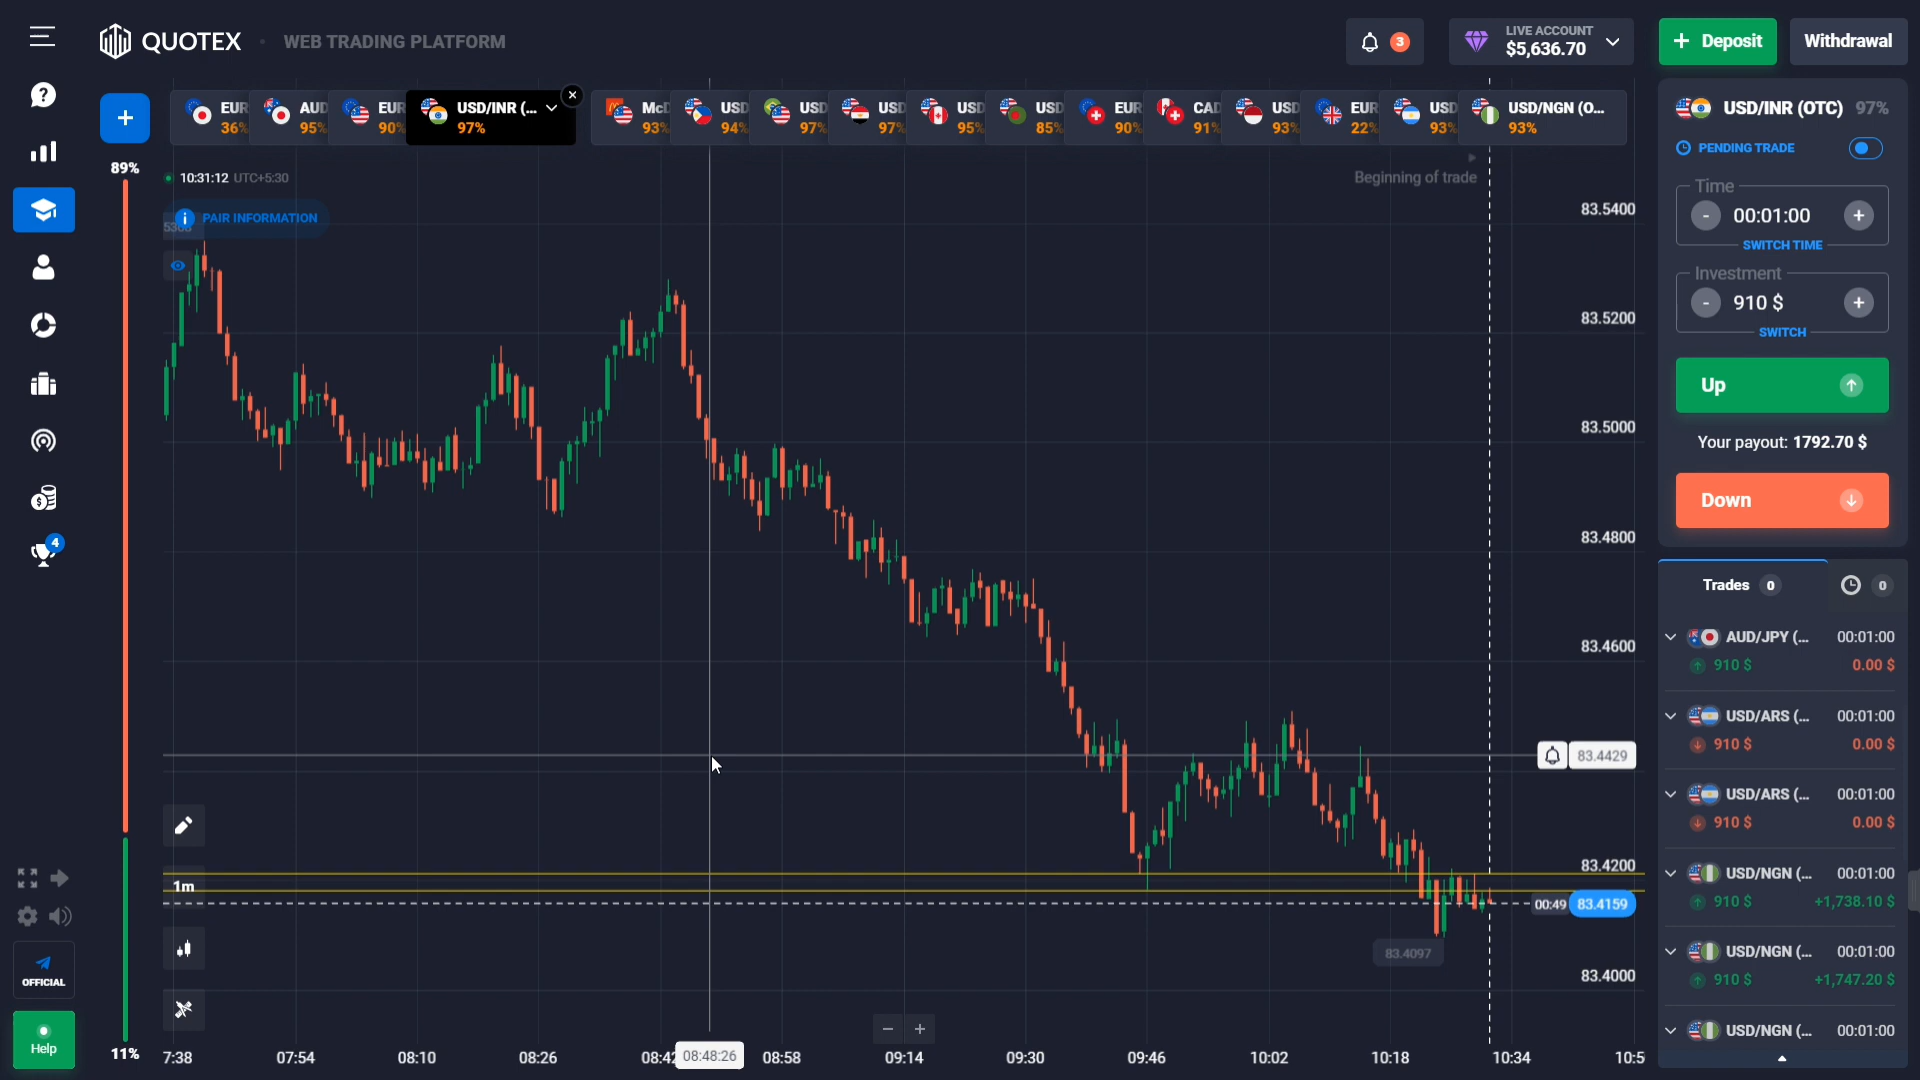 QUOTEX
WEB TRADING PLATFORM
3
LIVE ACCOUNT
$5,636.70
+ Deposit
Withdrawal
+
EUR
36%
AUD
95%
EUR
90%
USD/INR (...
97%
McD
93%
USD
94%
USD
97%
USD
97%
USD
95%
USD
85%
EUR
90%
CAD
91%
USD
93%
EUR
22%
USD
93%
USD/NGN (O...
93%
89%
10:31:12 UTC+5:30
PAIR INFORMATION
Beginning of trade
83.5400
83.5200
83.5000
83.4800
83.4600
83.4429
83.4200
00:49 83.4159
83.4097
83.4000
1m
4
OFFICIAL
Help
11%
7:38
07:54
08:10
08:26
08:42
08:48:26
08:58
09:14
09:30
09:46
10:02
10:18
10:34
10:5
USD/INR (OTC) 97%
PENDING TRADE
Time
- 00:01:00 +
SWITCH TIME
Investment
- 910 $ +
SWITCH
Up
Your payout: 1792.70 $
Down
Trades 0
0
AUD/JPY (... 00:01:00
910 $ 0.00 $
USD/ARS (... 00:01:00
910 $ 0.00 $
USD/ARS (... 00:01:00
910 $ 0.00 $
USD/NGN (... 00:01:00
910 $ +1,738.10 $
USD/NGN (... 00:01:00
910 $ +1,747.20 $
USD/NGN (... 00:01:00